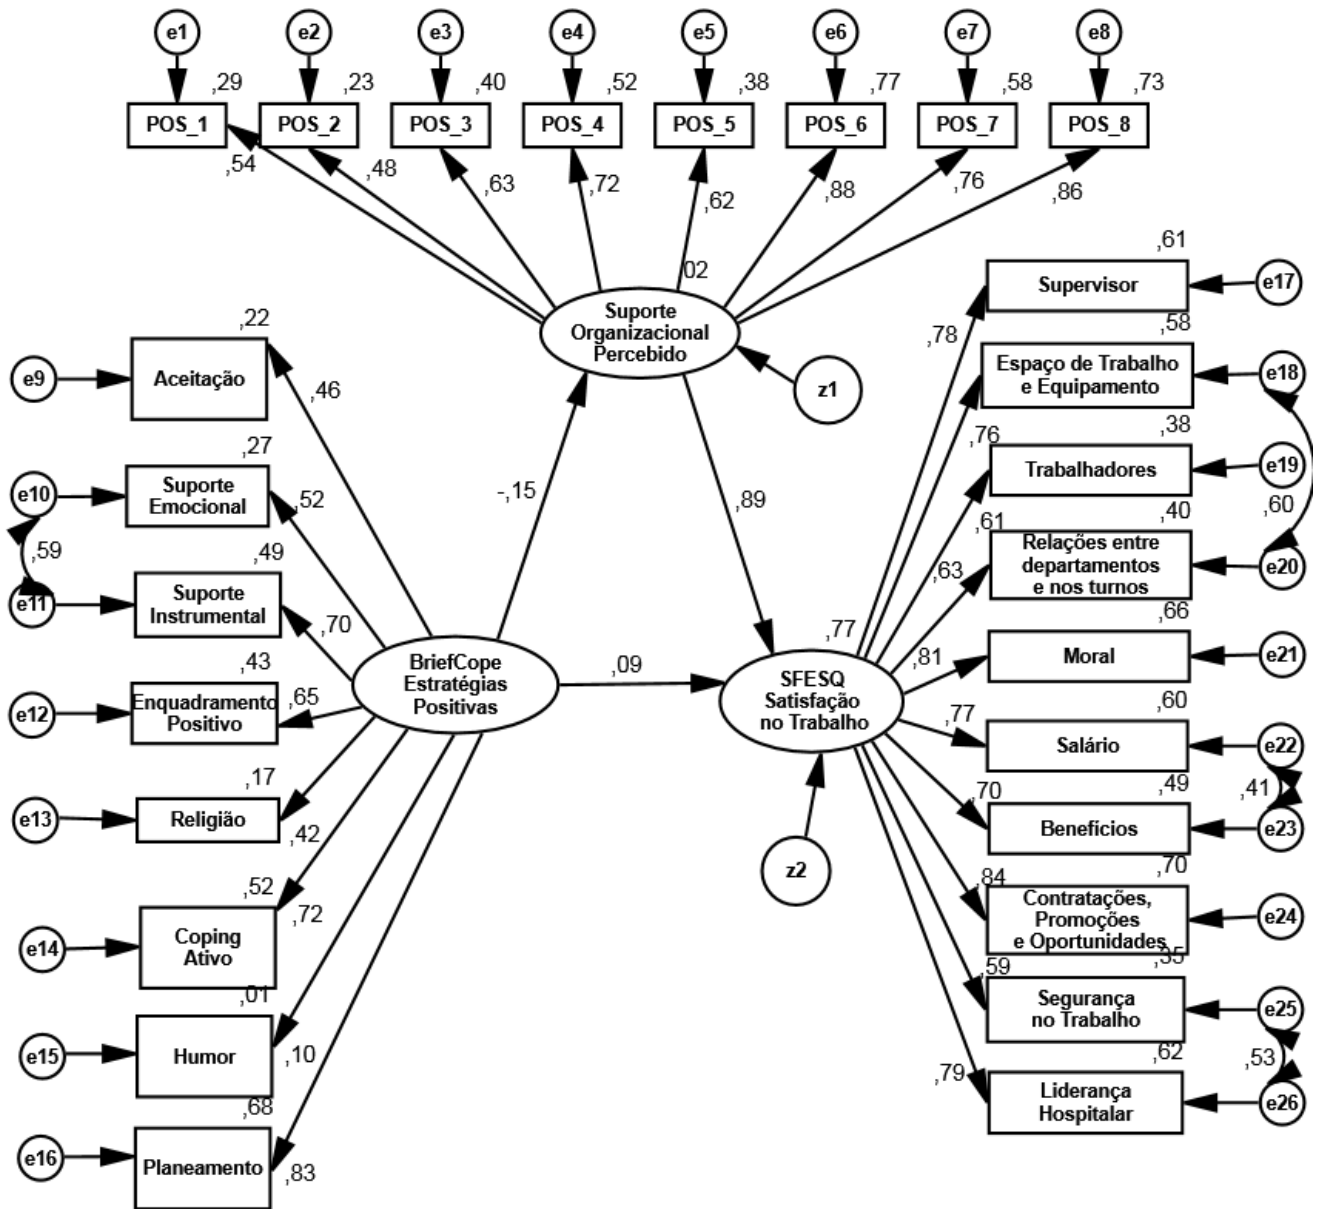 e1 e2 e3 e4 e5 e6 e7 e8
,29 ,23 ,40 ,52 ,38 ,77 ,58 ,73
POS_1 POS_2 POS_3 POS_4 POS_5 POS_6 POS_7 POS_8
,54 ,48 ,63 ,72 ,62 ,88 ,76 ,86
02
Suporte
Organizacional
Percebido
z1
,22
e9
Aceitação
,46
,27
e10
Suporte
Emocional
,52
,59
,49
e11
Suporte
Instrumental
,70
,43
e12
Enquadramento
Positivo
,65
,17
e13
Religião
,42
,52
e14
Coping
Ativo
,72
,01
e15
Humor
,10
,68
e16
Planeamento
,83
BriefCope
Estratégias
Positivas
-,15
,89
,09
,77
SFESQ
Satisfação
no Trabalho
z2
,61
Supervisor
e17
,78
,58
Espaço de Trabalho
e Equipamento
e18
,76
,38
Trabalhadores
e19
,61
,60
,40
Relações entre
departamentos
e nos turnos
e20
,63
,66
Moral
e21
,81
,60
Salário
e22
,77
,41
,49
Benefícios
e23
,70
,70
Contratações,
Promoções
e Oportunidades
e24
,84
,35
Segurança
no Trabalho
e25
,59
,53
,62
Liderança
Hospitalar
e26
,79